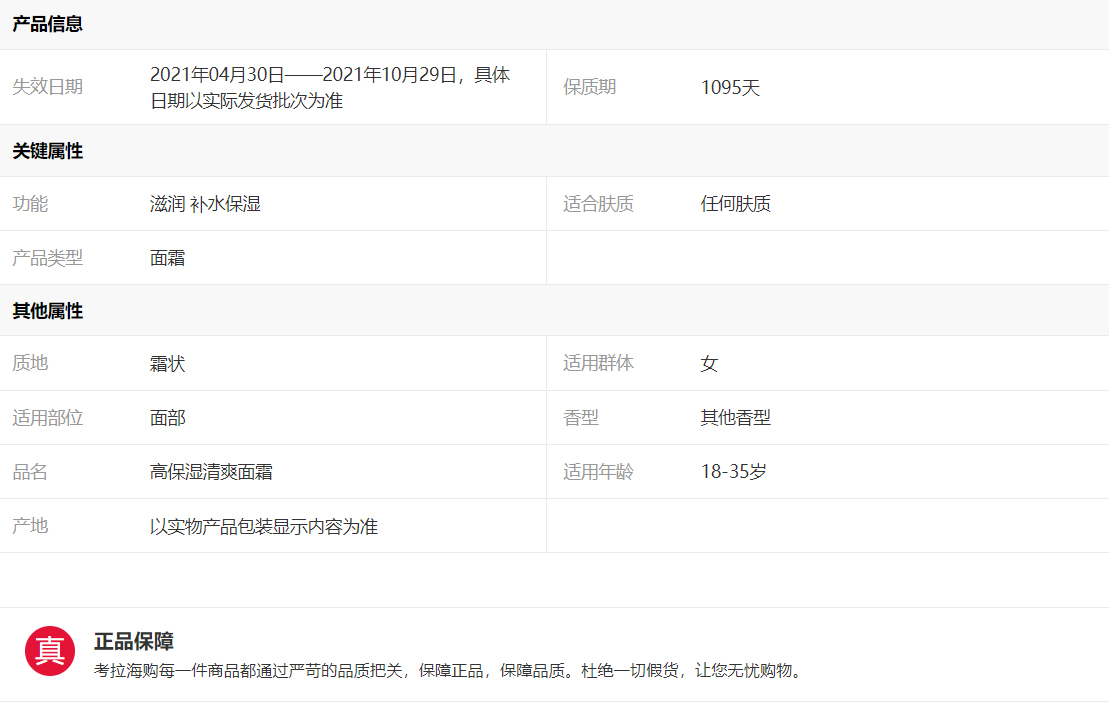 产品信息
失效日期
2021年04月30日——2021年10月29日，具体
日期以实际发货批次为准
保质期
1095天
关键属性
功能
滋润 补水保湿
适合肤质
任何肤质
产品类型
面霜
其他属性
质地
霜状
适用群体
女
适用部位
面部
香型
其他香型
品名
高保湿清爽面霜
适用年龄
18-35岁
产地
以实物产品包装显示内容为准
真
正品保障
考拉海购每一件商品都通过严苛的品质把关，保障正品，保障品质。杜绝一切假货，让您无忧购物。